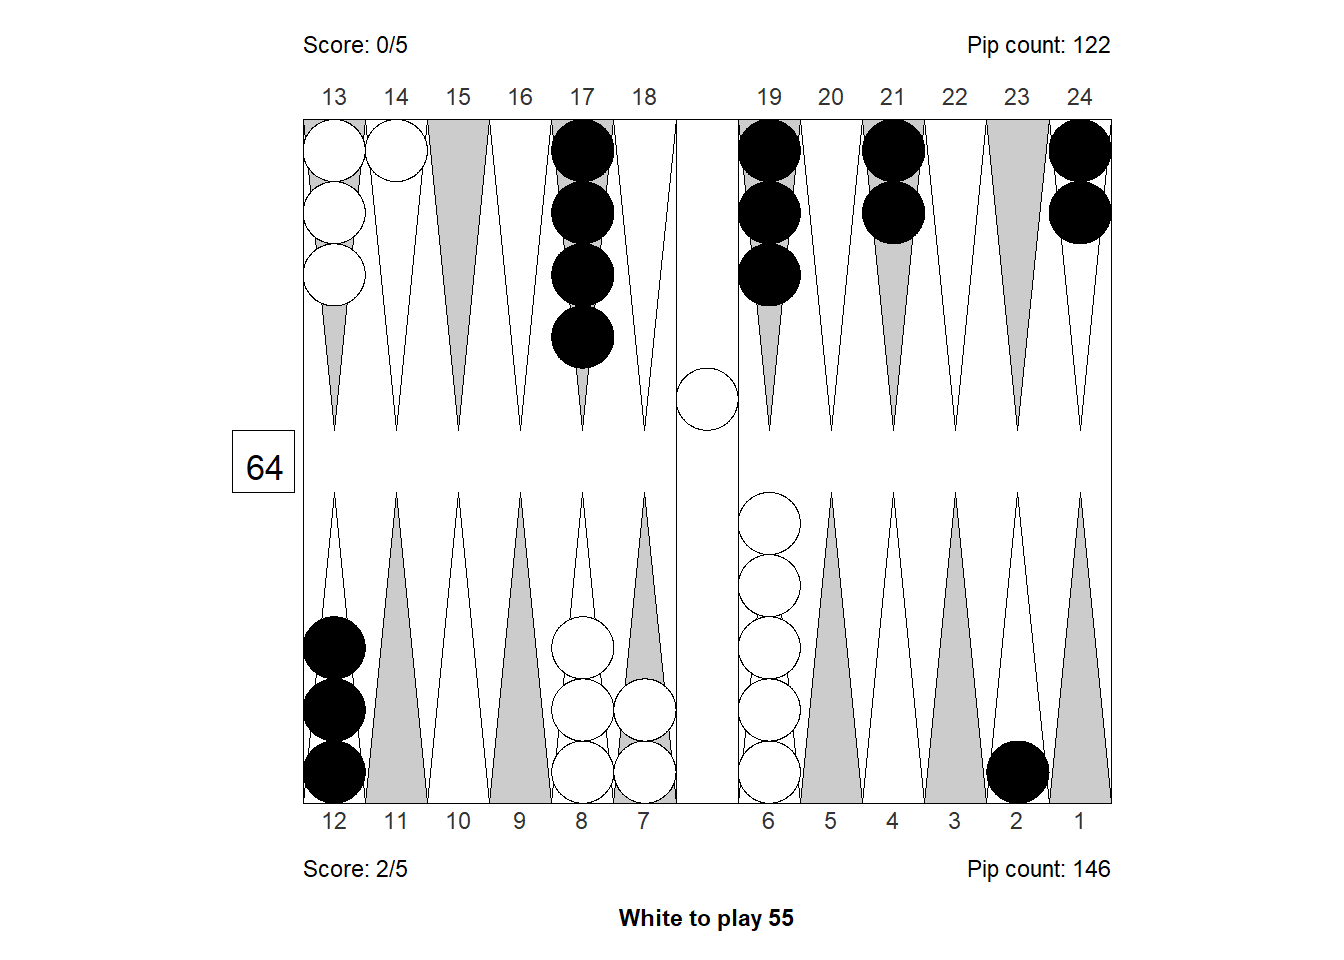 Score: 0/5 Pip count: 122
13 14 15 16 17 18 19 20 21 22 23 24
64
12 11 10 9 8 7 6 5 4 3 2 1
Score: 2/5 Pip count: 146
White to play 55